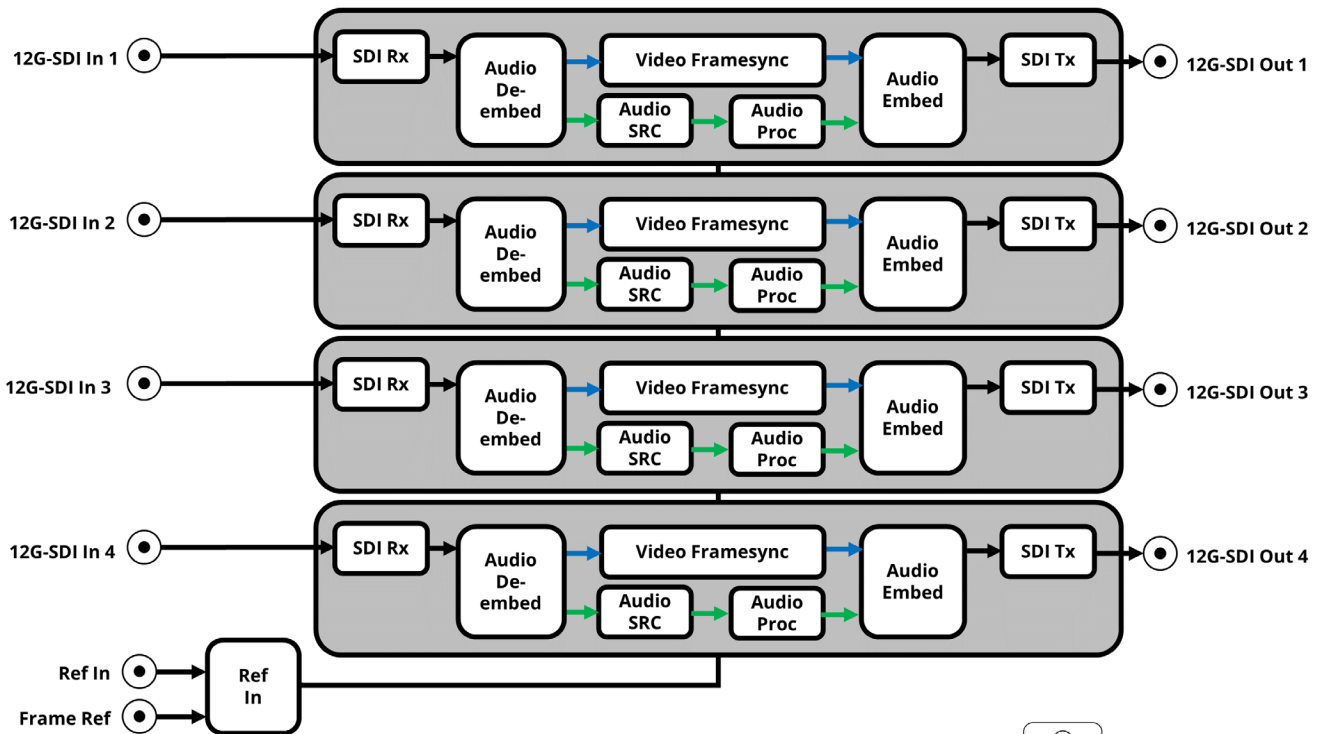 12G-SDI In 1
SDI Rx
Audio
De-
embed
Video Framesync
Audio
SRC
Audio
Proc
Audio
Embed
SDI Tx
12G-SDI Out 1
12G-SDI In 2
SDI Rx
Audio
De-
embed
Video Framesync
Audio
SRC
Audio
Proc
Audio
Embed
SDI Tx
12G-SDI Out 2
12G-SDI In 3
SDI Rx
Audio
De-
embed
Video Framesync
Audio
SRC
Audio
Proc
Audio
Embed
SDI Tx
12G-SDI Out 3
12G-SDI In 4
SDI Rx
Audio
De-
embed
Video Framesync
Audio
SRC
Audio
Proc
Audio
Embed
SDI Tx
12G-SDI Out 4
Ref In
Frame Ref
Ref
In